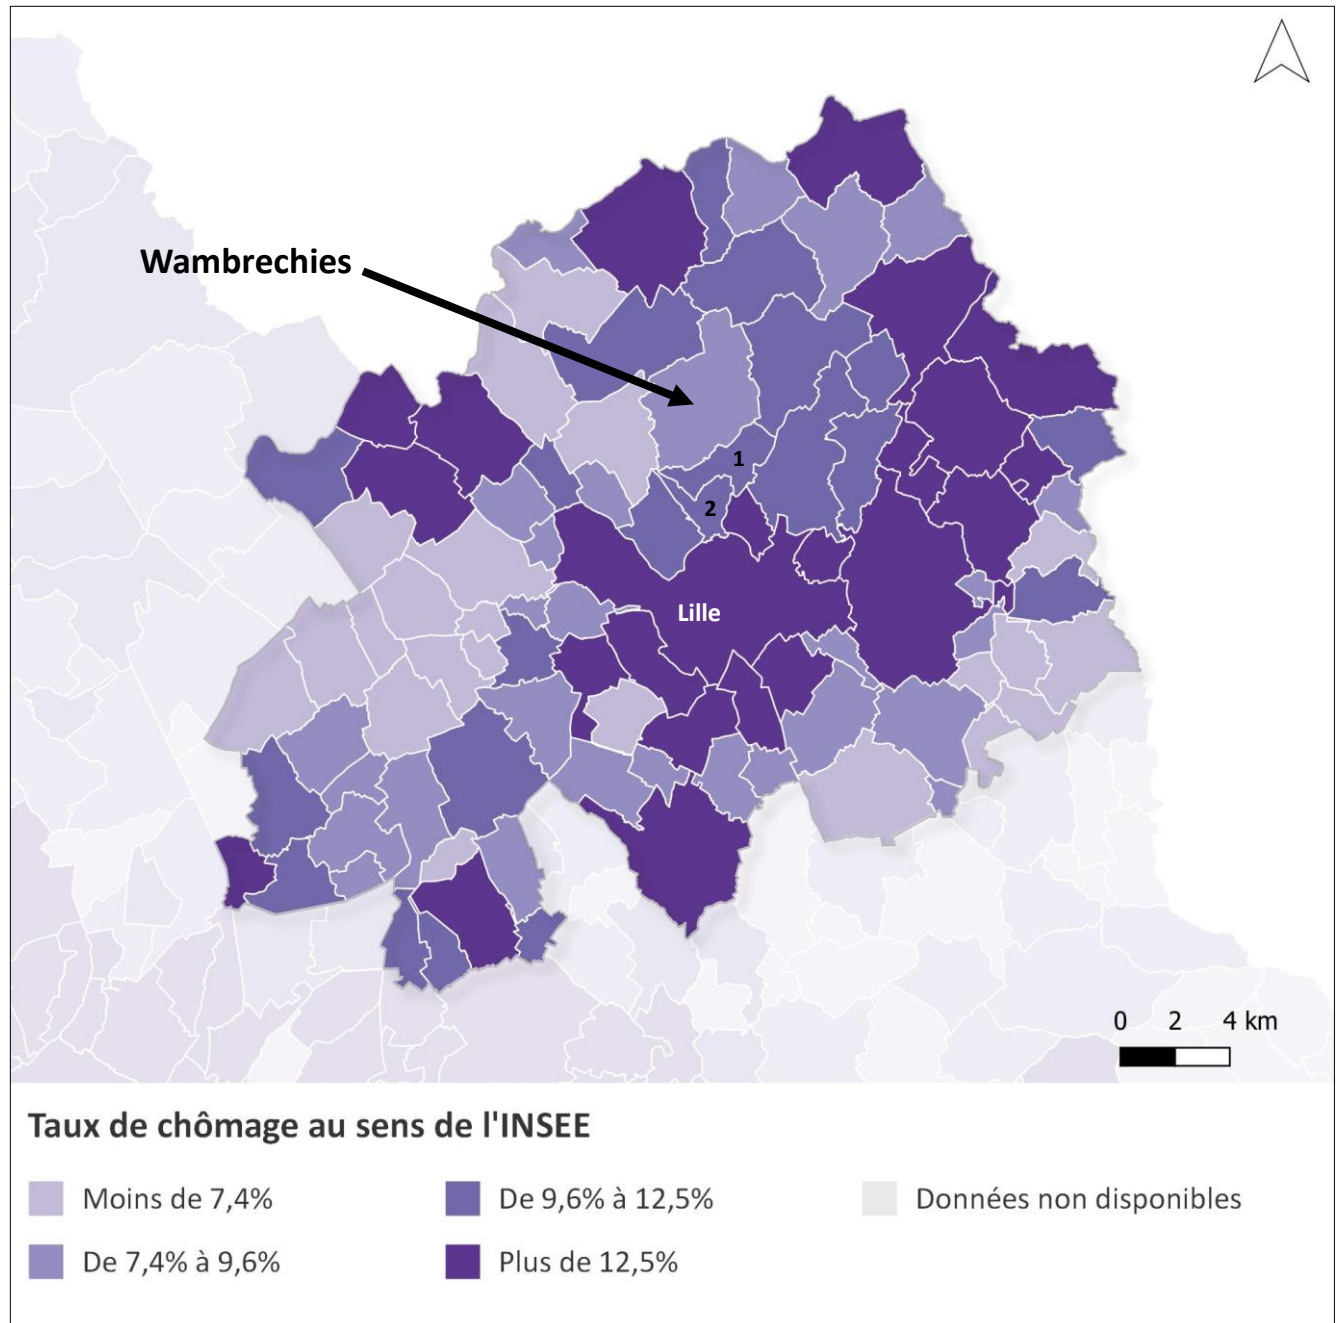 Wambrechies
1
2
Lille
0 2 4 km
Taux de chômage au sens de l'INSEE
Moins de 7,4%
De 9,6% à 12,5%
Données non disponibles
De 7,4% à 9,6%
Plus de 12,5%